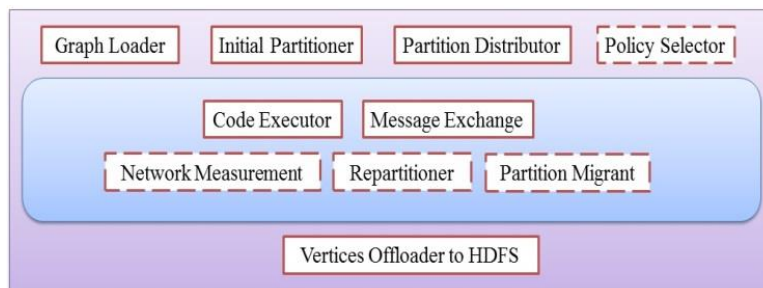 Graph Loader Initial Partitioner Partition Distributor Policy Selector
Code Executor Message Exchange
Network Measurement Repartitioner Partition Migrant
Vertices Offloader to HDFS